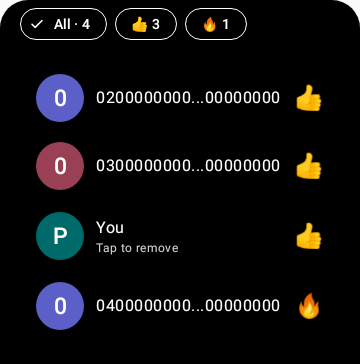 All · 4 👍 3 🔥 1
0 0200000000...00000000 👍
0 0300000000...00000000 👍
P You 👍
Tap to remove
0 0400000000...00000000 🔥